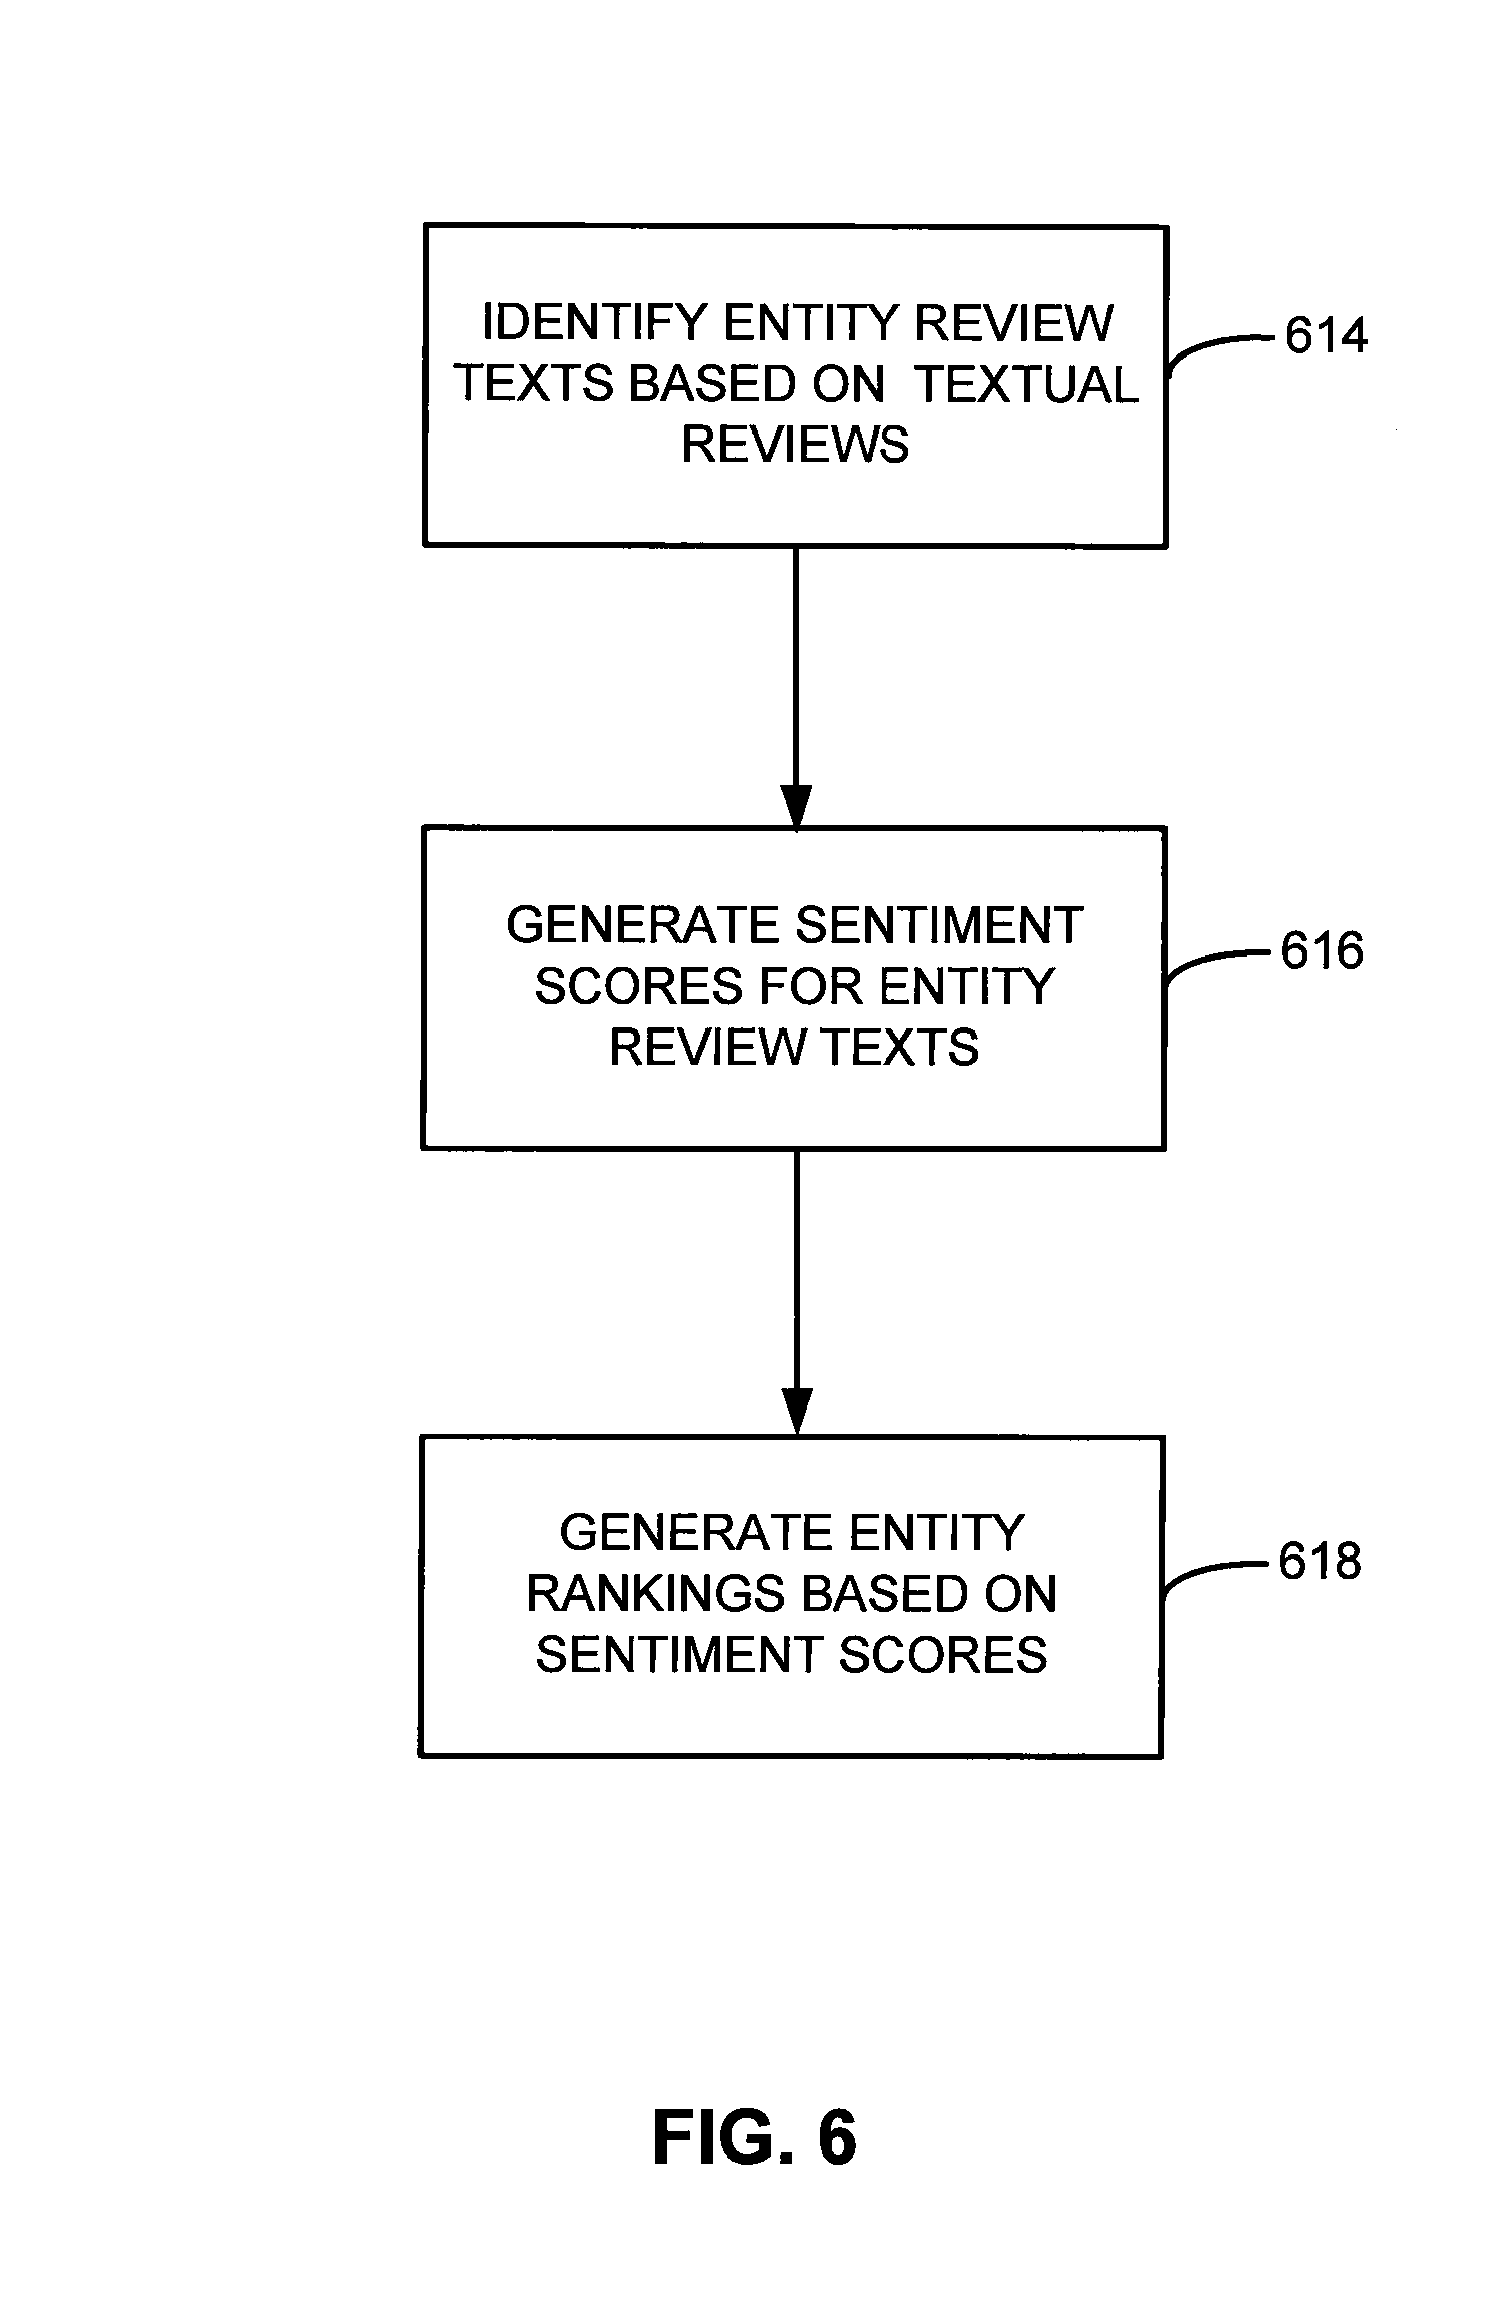 IDENTIFY ENTITY REVIEW
TEXTS BASED ON TEXTUAL
REVIEWS
614
GENERATE SENTIMENT
SCORES FOR ENTITY
REVIEW TEXTS
616
GENERATE ENTITY
RANKINGS BASED ON
SENTIMENT SCORES
618
FIG. 6